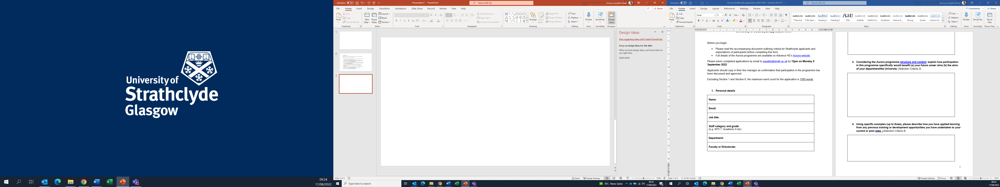 University of
Strathclyde
Glasgow
09:24
17/08/2022
AutoSave Off
Presentation1 - PowerPoint
Search (Alt+Q)
Emma Compton-Daw
File Home Insert Design Transitions Animations Slide Show Record Review View Help
Share
Paste
Cut
Copy
Format Painter
New Slide
Reuse Slides
Layout
Reset
Section
Text Direction
Align Text
Convert to SmartArt
Arrange
Quick Styles
Shape Fill
Shape Outline
Shape Effects
Find
Replace
Select
Dictate
Sensitivity
Design Ideas
Clipboard Slides Font Paragraph Drawing Editing Voice Sensitivity Designer
1
2
3
Design Ideas
Stop suggesting ideas until I restart PowerPoint.
Sorry, no design ideas for this slide.
When we have design ideas, we'll show them to
you right here.
Learn more
Slide 3 of 3
Notes
Display Settings
104%
Type here to search
BTC News Spike
09:24
17/08/2022
AutoSave Off
Aurora_Strathclyde_application_2022-2023 • Saved to this PC
Search (Alt+Q)
Emma Compton-Daw
File Home Insert Design Layout References Mailings Review View Help
Comments
Share
Paste
Cut
Copy
Format Painter
Arial
11
¶ Normal
¶ No Spac...
Heading 1
Heading 2
Title
Subtitle
Subtle Em...
Emphasis
Intense E...
Strong
Quote
Intense Q...
Find
Replace
Select
Dictate
Sensitivity
Reuse Files
Clipboard Font Paragraph Styles Editing Voice Sensitivity Reuse Files
Before you begin:
• Please read the accompanying document outlining criteria for Strathclyde applicants and
expectations of participants before completing this form.
• Full details of the Aurora programme are available on Advance HE's Aurora website.
Please return completed applications by email to equality@strath.ac.uk by 12pm on Monday 5
September 2022.
Applicants should copy in their line manager as confirmation that participation in the programme has
been discussed and approved.
Excluding Section 1 and Section 6, the maximum word count for the application is 1500 words.
1. Personal details
Name:
Email:
Job title:
Staff category and grade:
(e.g. APS 7, Academic 8 etc)
Department:
Faculty or Directorate:
3. Considering the Aurora programme structure and content, explain how participation
in this programme specifically would benefit (a) your future career aims (b) the aims
of your department/the University (Selection Criteria 3)
4. Using specific examples (up to three), please describe how you have applied learning
from any previous training or development opportunities you have undertaken to your
current or past roles (Selection Criteria 4)
2
Page 1 of 4
21 of 461 words
Display Settings
Focus
100%
09:24
17/08/2022